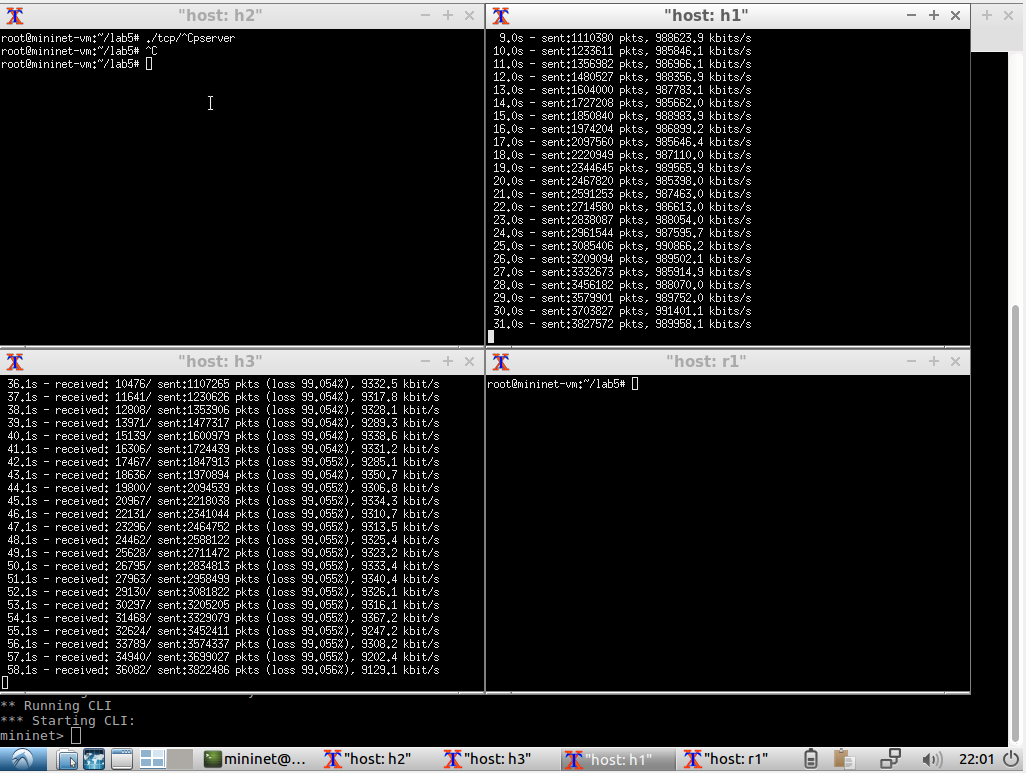 "host: h2"
root@mininet-vm:~/lab5# ./tcp/^Cpserver
root@mininet-vm:~/lab5# ^C
root@mininet-vm:~/lab5#
"host: h1"
9.0s - sent:1110380 pkts, 988623.9 kbits/s
10.0s - sent:1233611 pkts, 985846.1 kbits/s
11.0s - sent:1356982 pkts, 986966.1 kbits/s
12.0s - sent:1480527 pkts, 988356.9 kbits/s
13.0s - sent:1604000 pkts, 987783.1 kbits/s
14.0s - sent:1727208 pkts, 985662.0 kbits/s
15.0s - sent:1850840 pkts, 988983.9 kbits/s
16.0s - sent:1974204 pkts, 986899.2 kbits/s
17.0s - sent:2097560 pkts, 985646.4 kbits/s
18.0s - sent:2220949 pkts, 987110.0 kbits/s
19.0s - sent:2344645 pkts, 989565.9 kbits/s
20.0s - sent:2467820 pkts, 985398.0 kbits/s
21.0s - sent:2591253 pkts, 987463.0 kbits/s
22.0s - sent:2714580 pkts, 986613.0 kbits/s
23.0s - sent:2838087 pkts, 988054.0 kbits/s
24.0s - sent:2961544 pkts, 987595.7 kbits/s
25.0s - sent:3085406 pkts, 990866.2 kbits/s
26.0s - sent:3209094 pkts, 989502.1 kbits/s
27.0s - sent:3332673 pkts, 985914.9 kbits/s
28.0s - sent:3456182 pkts, 988070.0 kbits/s
29.0s - sent:3579901 pkts, 989752.0 kbits/s
30.0s - sent:3703827 pkts, 991401.1 kbits/s
31.0s - sent:3827572 pkts, 989958.1 kbits/s
"host: h3"
36.1s - received: 10476/ sent:1107265 pkts (loss 99.054%), 9332.5 kbit/s
37.1s - received: 11641/ sent:1230626 pkts (loss 99.054%), 9317.8 kbit/s
38.1s - received: 12808/ sent:1353906 pkts (loss 99.054%), 9328.1 kbit/s
39.1s - received: 13971/ sent:1477317 pkts (loss 99.054%), 9289.3 kbit/s
40.1s - received: 15139/ sent:1600979 pkts (loss 99.054%), 9338.6 kbit/s
41.1s - received: 16306/ sent:1724439 pkts (loss 99.054%), 9331.2 kbit/s
42.1s - received: 17467/ sent:1847913 pkts (loss 99.055%), 9285.1 kbit/s
43.1s - received: 18636/ sent:1970894 pkts (loss 99.054%), 9350.7 kbit/s
44.1s - received: 19800/ sent:2094539 pkts (loss 99.055%), 9306.8 kbit/s
45.1s - received: 20967/ sent:2218038 pkts (loss 99.055%), 9334.3 kbit/s
46.1s - received: 22131/ sent:2341044 pkts (loss 99.055%), 9310.7 kbit/s
47.1s - received: 23296/ sent:2464752 pkts (loss 99.055%), 9313.5 kbit/s
48.1s - received: 24462/ sent:2588122 pkts (loss 99.055%), 9325.4 kbit/s
49.1s - received: 25628/ sent:2711472 pkts (loss 99.055%), 9323.2 kbit/s
50.1s - received: 26795/ sent:2834813 pkts (loss 99.055%), 9333.4 kbit/s
51.1s - received: 27963/ sent:2958499 pkts (loss 99.055%), 9340.4 kbit/s
52.1s - received: 29130/ sent:3081822 pkts (loss 99.055%), 9326.1 kbit/s
53.1s - received: 30297/ sent:3205205 pkts (loss 99.055%), 9316.1 kbit/s
54.1s - received: 31468/ sent:3329079 pkts (loss 99.055%), 9367.2 kbit/s
55.1s - received: 32624/ sent:3452411 pkts (loss 99.055%), 9247.2 kbit/s
56.1s - received: 33789/ sent:3574337 pkts (loss 99.055%), 9308.2 kbit/s
57.1s - received: 34940/ sent:3699027 pkts (loss 99.055%), 9202.4 kbit/s
58.1s - received: 36082/ sent:3822486 pkts (loss 99.056%), 9129.1 kbit/s
"host: r1"
root@mininet-vm:~/lab5#
** Running CLI
*** Starting CLI:
mininet>
mininet@... "host: h2" "host: h3" "host: h1" "host: r1" 22:01